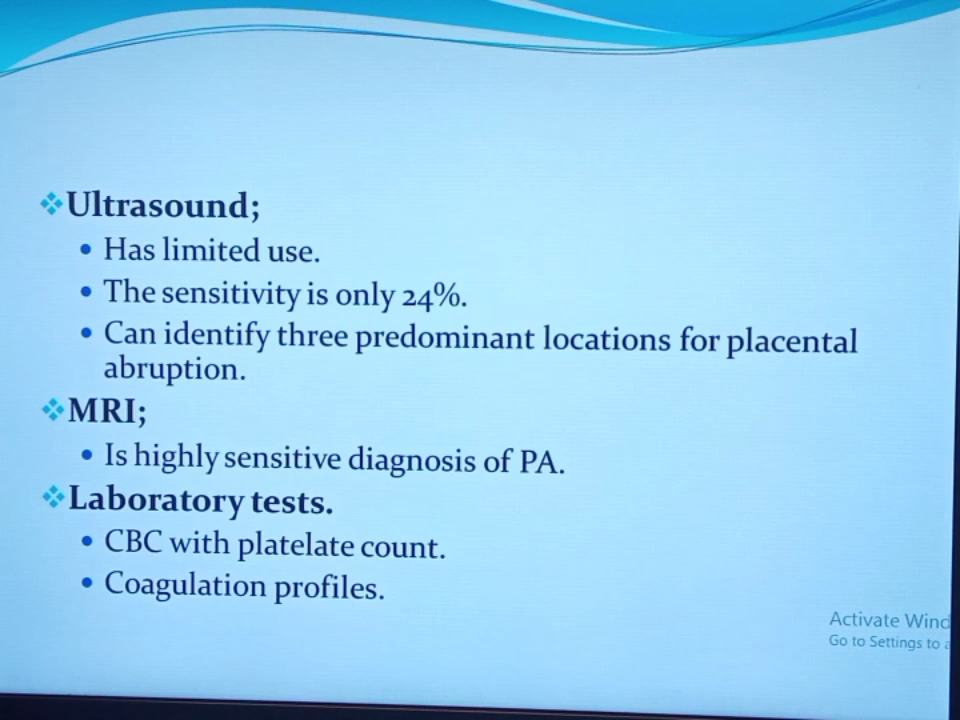 Ultrasound;
Has limited use.
The sensitivity is only 24%.
Can identify three predominant locations for placental
abruption.
MRI;
Is highly sensitive diagnosis of PA.
Laboratory tests.
CBC with platelate count.
Coagulation profiles.
Activate Wind
Go to Settings to a